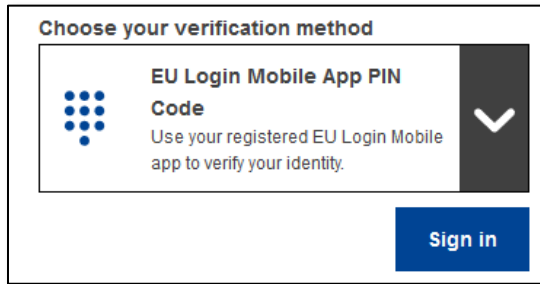 Choose your verification method
EU Login Mobile App PIN
Code
Use your registered EU Login Mobile
app to verify your identity.
Sign in